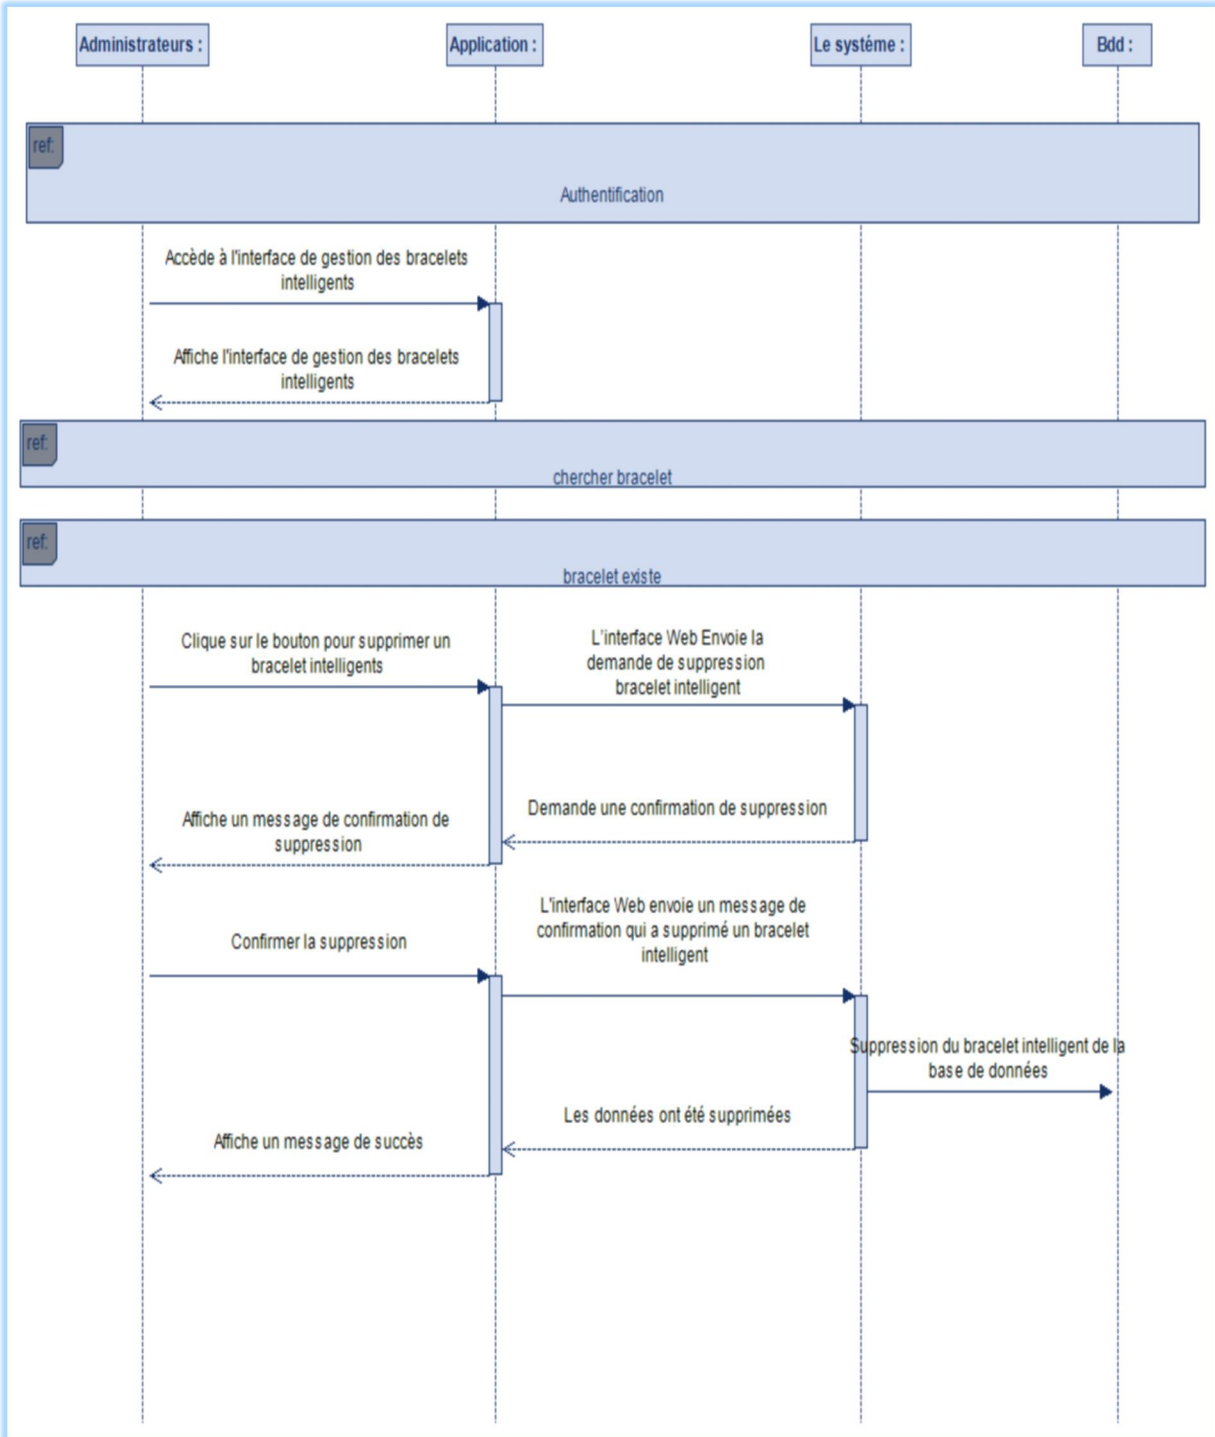 Administrateurs :
Application :
Le systéme :
Bdd :
ref:
Authentification
Accède à l'interface de gestion des bracelets
intelligents
Affiche l'interface de gestion des bracelets
intelligents
ref:
chercher bracelet
ref:
bracelet existe
Clique sur le bouton pour supprimer un
bracelet intelligents
L'interface Web Envoie la
demande de suppression
bracelet intelligent
Demande une confirmation de suppression
Affiche un message de confirmation de
suppression
L'interface Web envoie un message de
confirmation qui a supprimé un bracelet
intelligent
Confirmer la suppression
Suppression du bracelet intelligent de la
base de données
Les données ont été supprimées
Affiche un message de succès